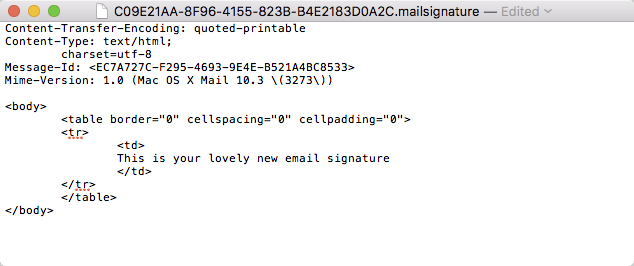 C09E21AA-8F96-4155-823B-B4E2183D0A2C.mailsignature — Edited
Content-Transfer-Encoding: quoted-printable
Content-Type: text/html;
	charset=utf-8
Message-Id: <EC7A727C-F295-4693-9E4E-B521A4BC8533>
Mime-Version: 1.0 (Mac OS X Mail 10.3 \(3273\))

<body>
	<table border="0" cellspacing="0" cellpadding="0">
	<tr>
		<td>
		This is your lovely new email signature
		</td>
	</tr>
	</table>
</body>